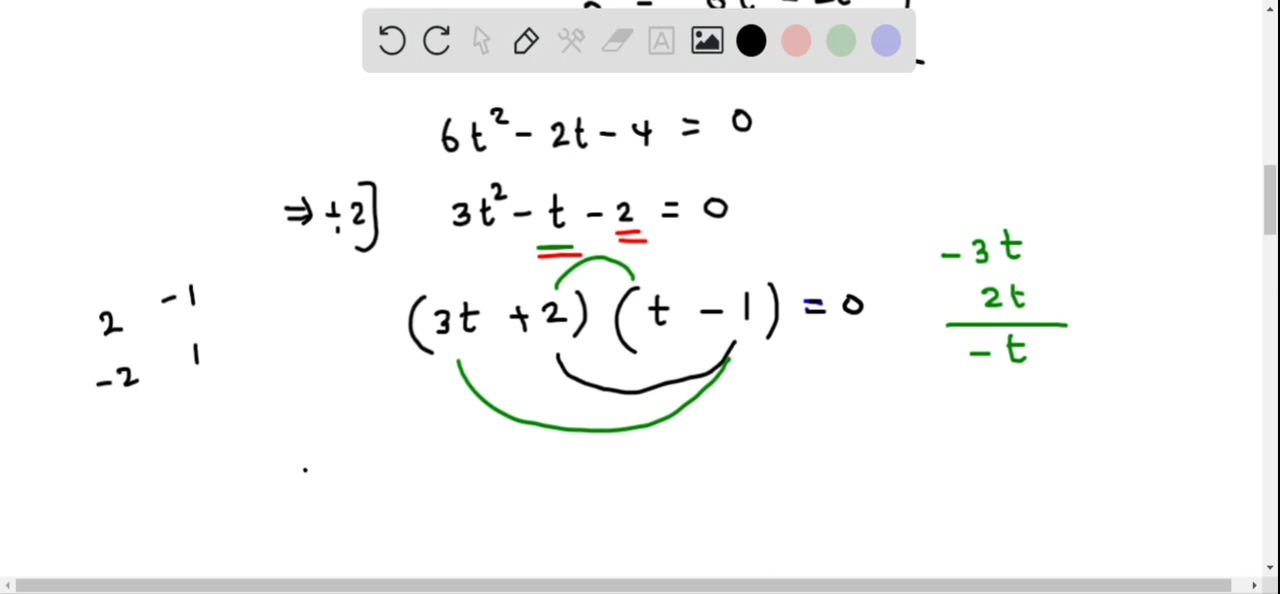 6t² - 2t - 4 = 0
⇒ ÷2] 3t² - t - 2 = 0
(3t + 2)(t - 1) = 0
2 -1
-2 1
-3t
2t
-t